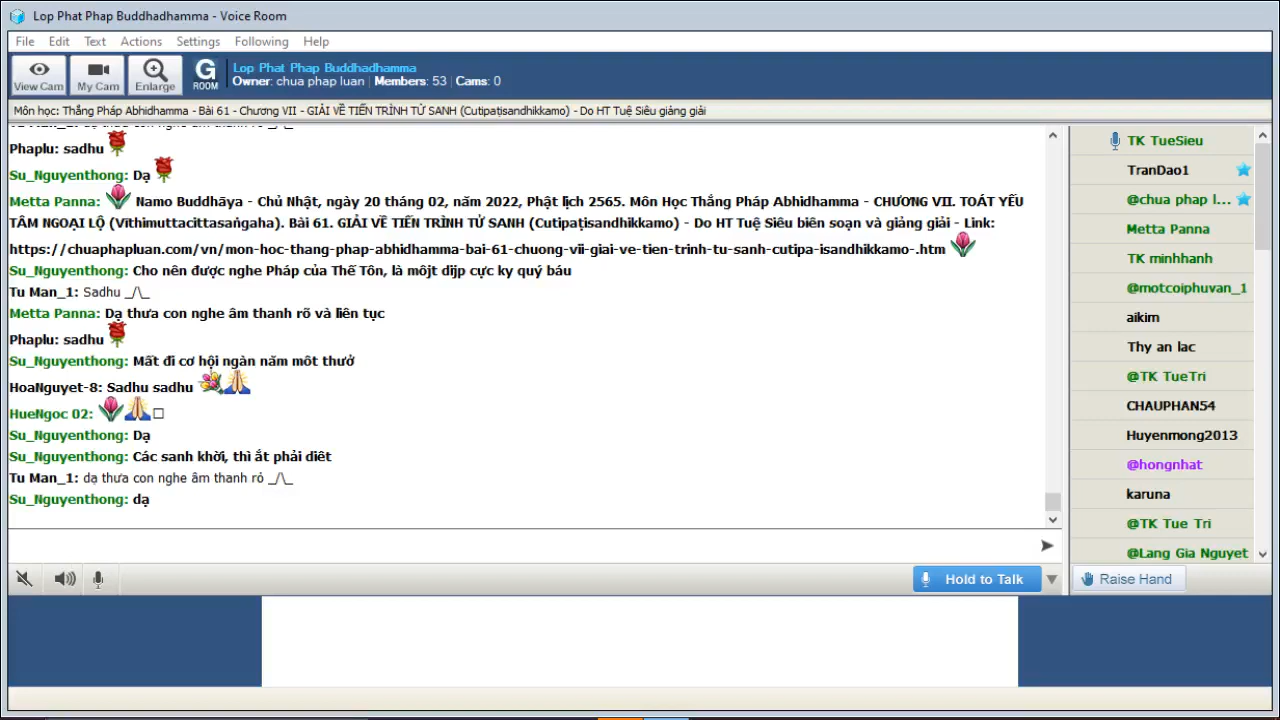 Lop Phat Phap Buddhadhamma - Voice Room
File Edit Text Actions Settings Following Help
View Cam My Cam Enlarge G ROOM
Lop Phat Phap Buddhadhamma
Owner: chua phap luan | Members: 53 | Cams: 0
Môn học: Thắng Pháp Abhidhamma - Bài 61 - Chương VII - GIẢI VỀ TIẾN TRÌNH TỬ SANH (Cutipaṭisandhikkamo) - Do HT Tuệ Siêu giảng giải
Phaplu: sadhu
Su_Nguyenthong: Dạ
Metta Panna: Namo Buddhāya - Chủ Nhật, ngày 20 tháng 02, năm 2022, Phật lịch 2565. Môn Học Thắng Pháp Abhidhamma - CHƯƠNG VII. TOÁT YẾU
TÂM NGOẠI LỘ (Vīthimuttacittasaṅgaha). Bài 61. GIẢI VỀ TIẾN TRÌNH TỬ SANH (Cutipaṭisandhikkamo) - Do HT Tuệ Siêu biên soạn và giảng giải - Link:
https://chuaphapluan.com/vn/mon-hoc-thang-phap-abhidhamma-bai-61-chuong-vii-giai-ve-tien-trinh-tu-sanh-cutipa-isandhikkamo-.htm
Su_Nguyenthong: Cho nên được nghe Pháp của Thế Tôn, là môjt dijp cực ky quý báu
Tu Man_1: Sadhu _/\_
Metta Panna: Dạ thưa con nghe âm thanh rõ và liên tục
Phaplu: sadhu
Su_Nguyenthong: Mất đi cơ hội ngàn năm môt thuở
HoaNguyet-8: Sadhu sadhu
HueNgoc 02:
Su_Nguyenthong: Dạ
Su_Nguyenthong: Các sanh khời, thì ắt phải diêt
Tu Man_1: dạ thưa con nghe âm thanh rỏ _/\_
Su_Nguyenthong: dạ
Hold to Talk
TK TueSieu
TranDao1
@chua phap l...
Metta Panna
TK minhhanh
@motcoiphuvan_1
aikim
Thy an lac
@TK TueTri
CHAUPHAN54
Huyenmong2013
@hongnhat
karuna
@TK Tue Tri
@Lang Gia Nguyet
Raise Hand